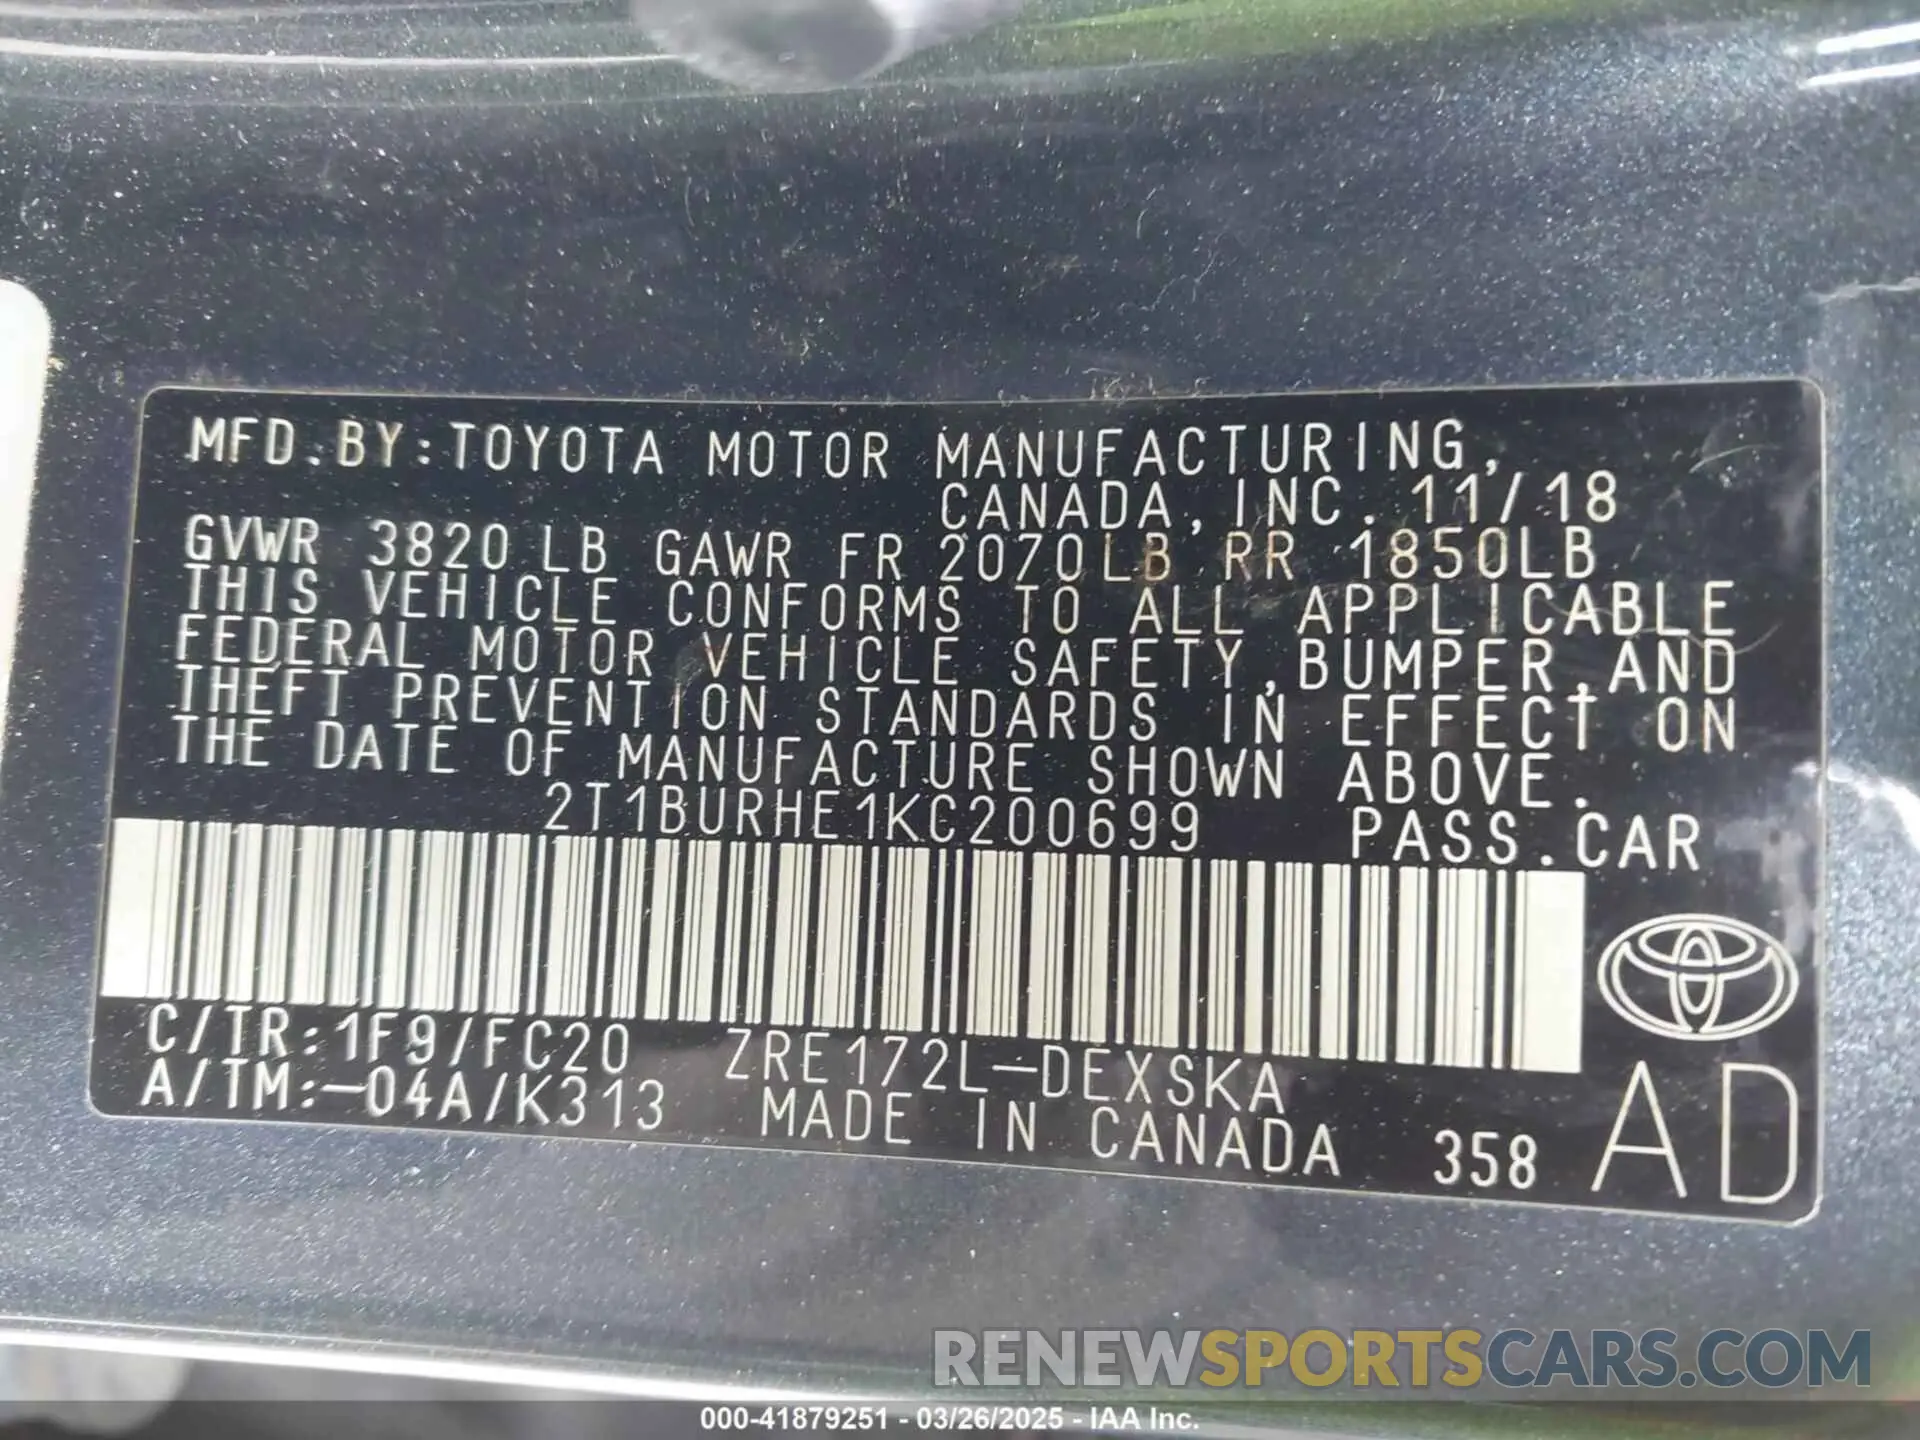 MFD.BY:TOYOTA MOTOR MANUFACTURING,
CANADA,INC. 11/18
GVWR 3820LB GAWR FR 2070LB RR 1850LB
THIS VEHICLE CONFORMS TO ALL APPLICABLE
FEDERAL MOTOR VEHICLE SAFETY,BUMPER,AND
THEFT PREVENTION STANDARDS IN EFFECT ON
THE DATE OF MANUFACTURE SHOWN ABOVE.
2T1BURHE1KC200699 PASS.CAR
C/TR:1F9/FC20 ZRE172L-DEXSKA
A/TM:-04A/K313 MADE IN CANADA 358 AD
RENEWSPORTSCARS.COM
000-41879251 - 03/26/2025 - IAA Inc.